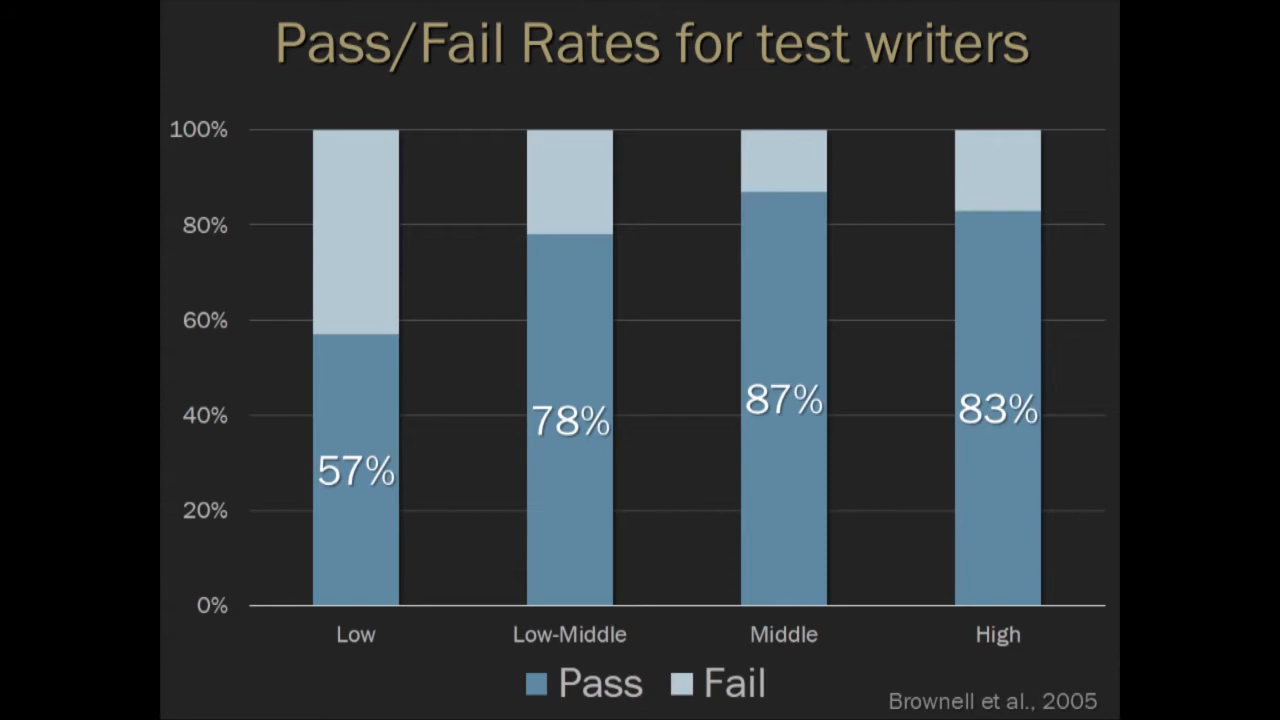 Pass/Fail Rates for test writers
100%
80%
60%
40%
20%
0%
57%
78%
87%
83%
Low
Low-Middle
Middle
High
Pass
Fail
Brownell et al., 2005